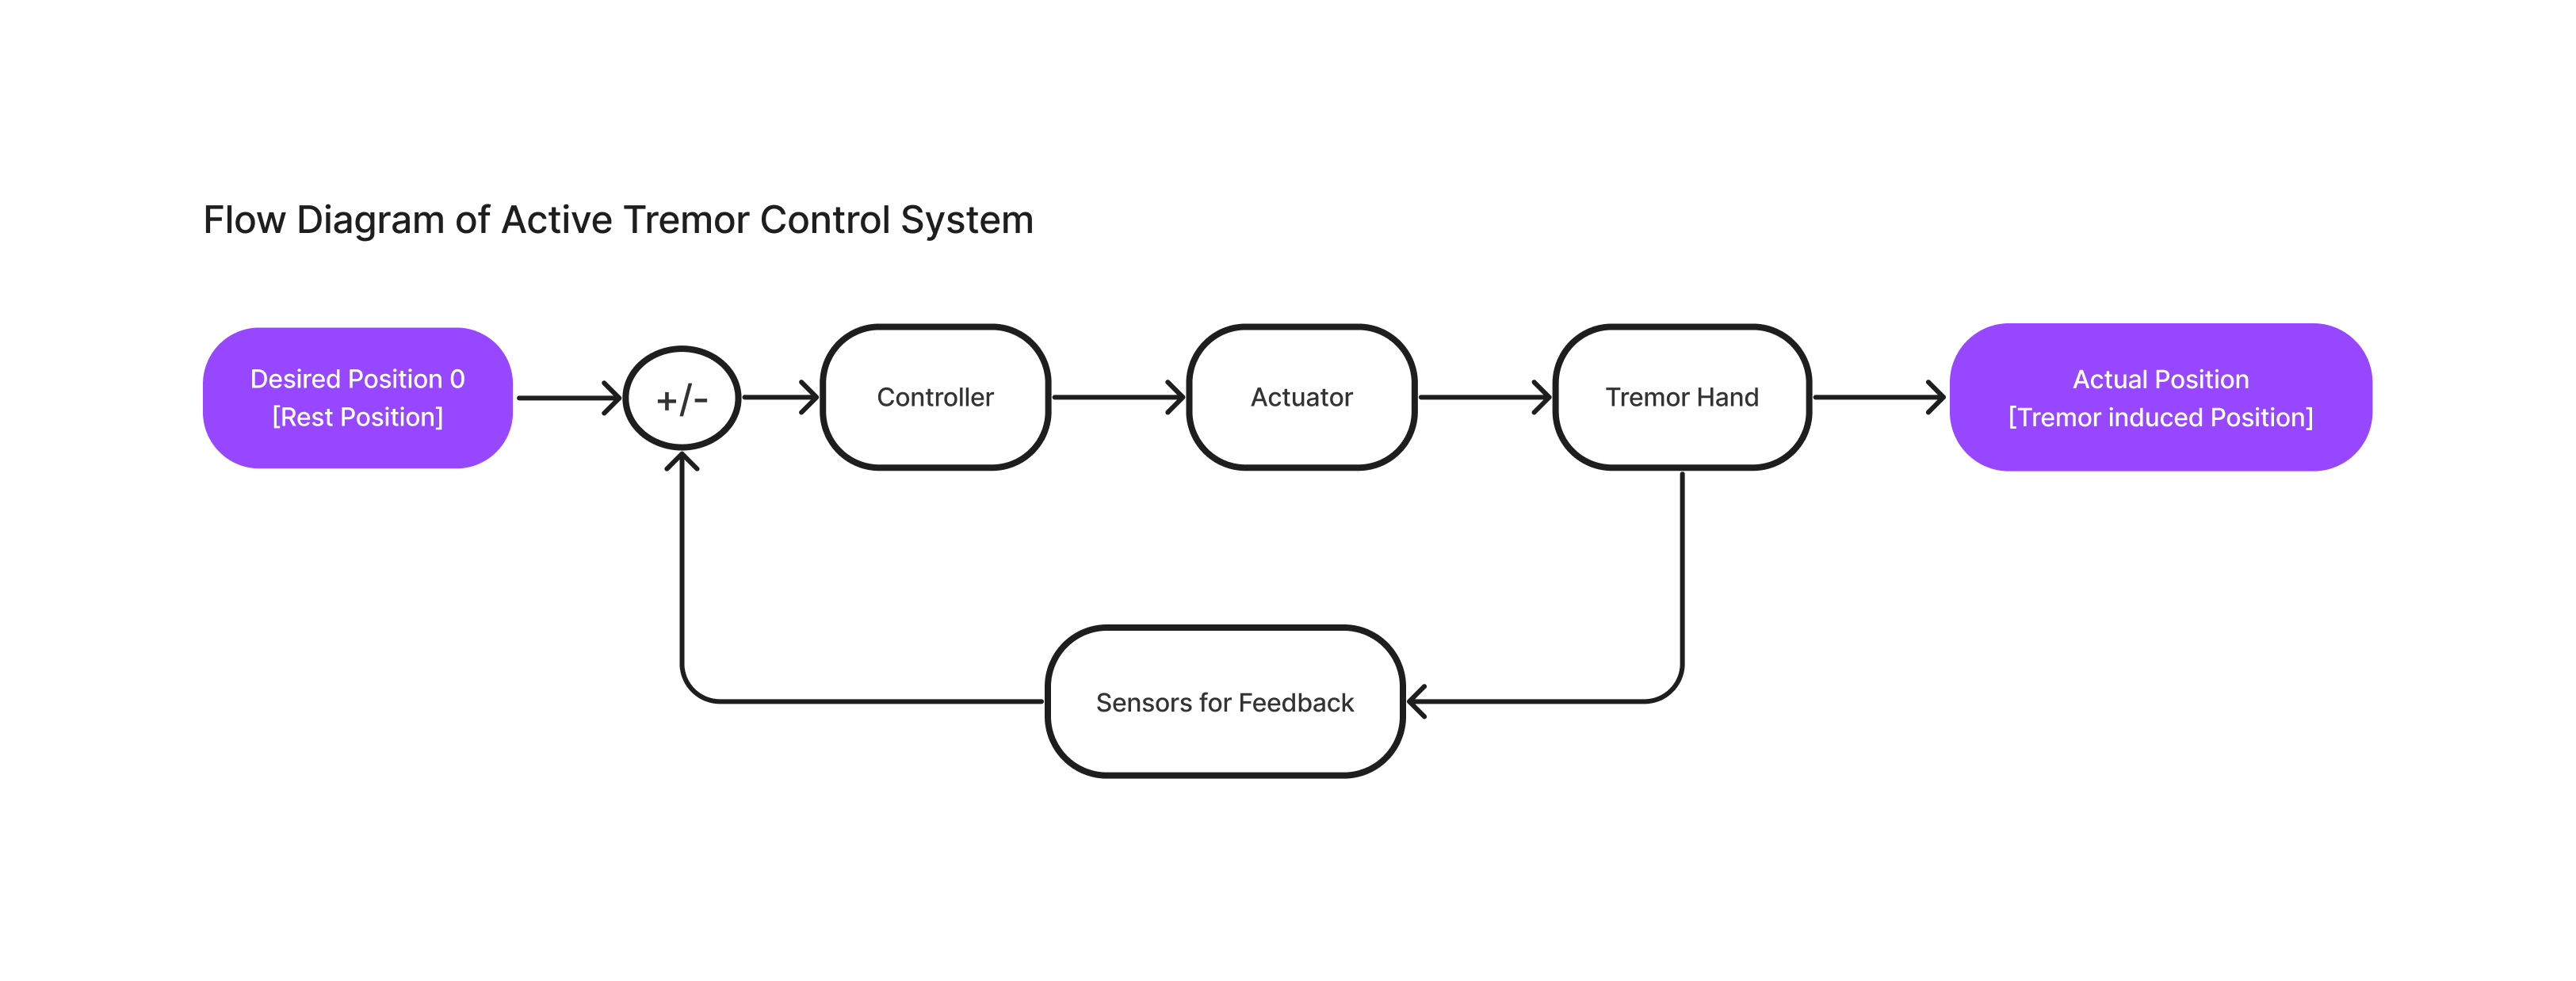 Flow Diagram of Active Tremor Control System
Desired Position 0
[Rest Position]
+/-
Controller
Actuator
Tremor Hand
Actual Position
[Tremor induced Position]
Sensors for Feedback